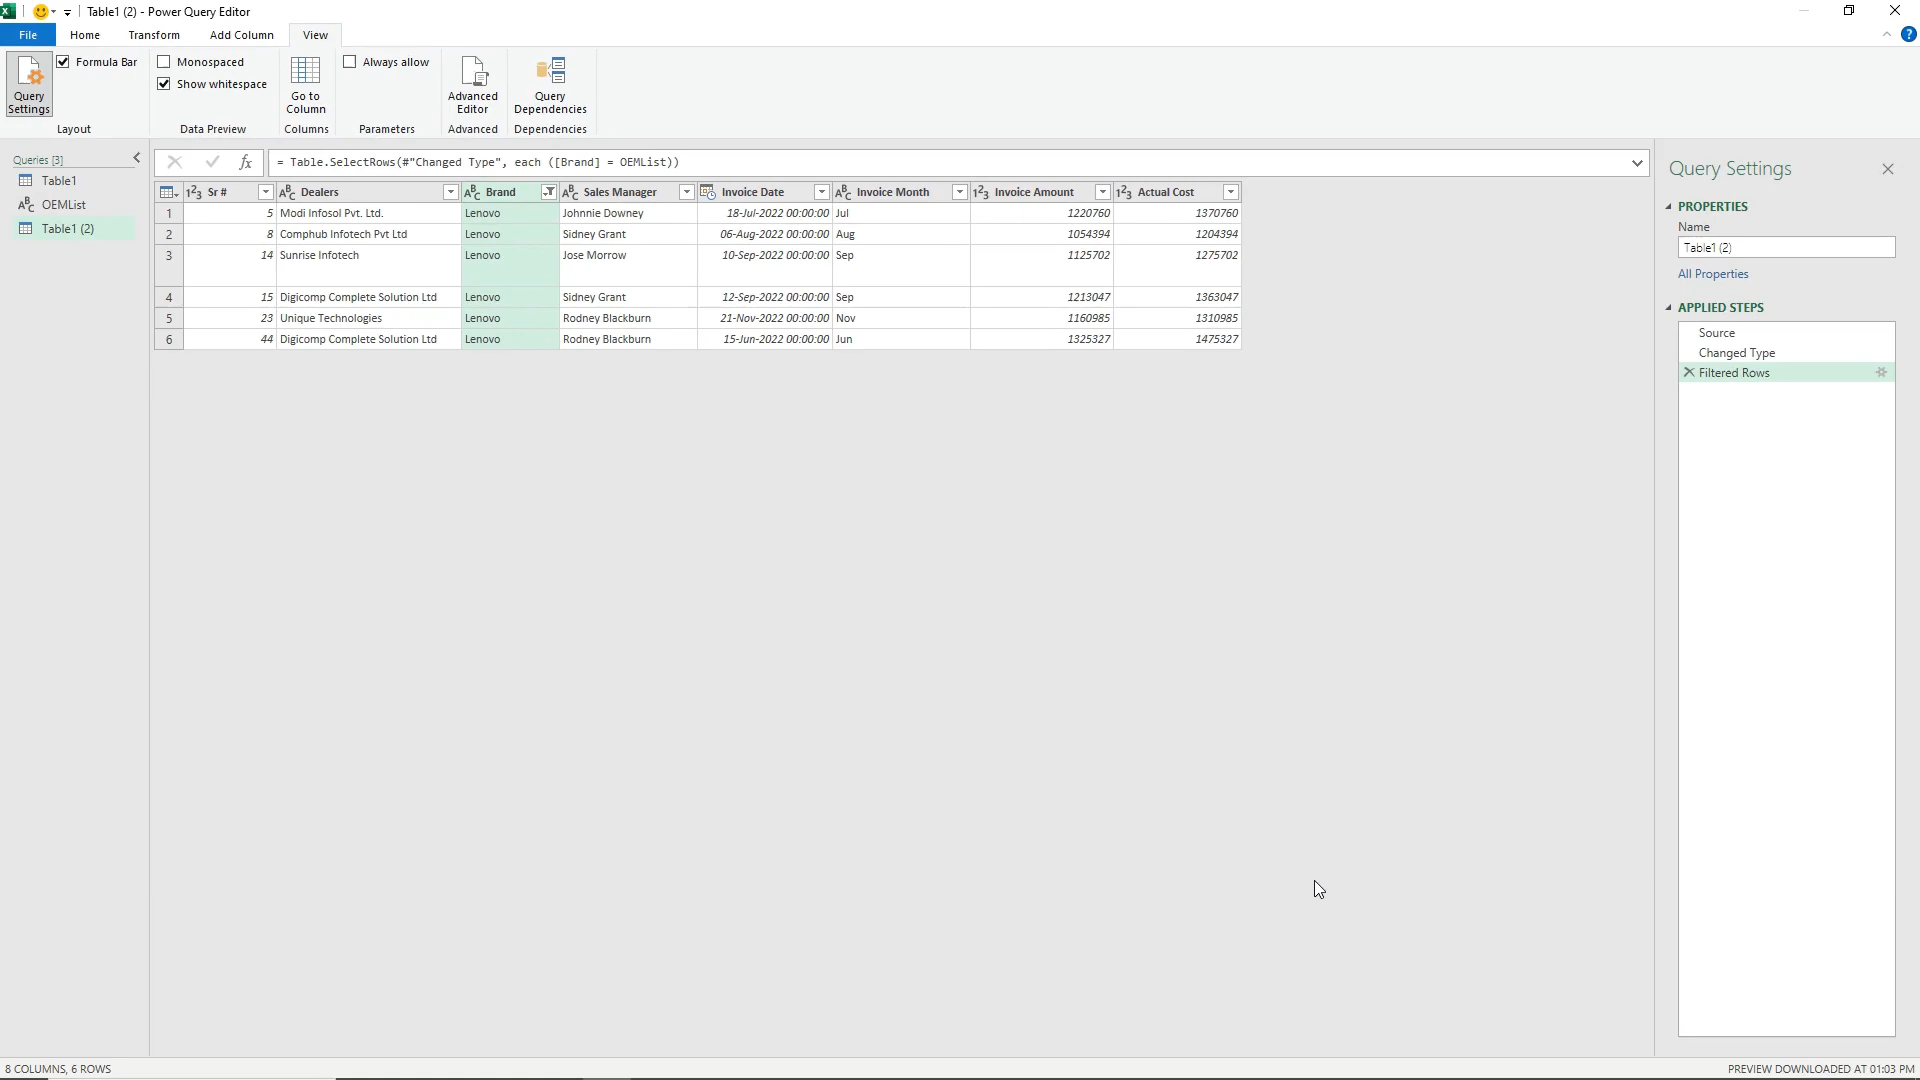 Table1 (2) - Power Query Editor
File Home Transform Add Column View
Query Settings
Formula Bar
Layout
Monospaced
Show whitespace
Data Preview
Go to Column
Columns
Always allow
Parameters
Advanced Editor
Advanced
Query Dependencies
Dependencies
Queries [3]
Table1
OEMList
Table1 (2)
= Table.SelectRows(#"Changed Type", each ([Brand] = OEMList))
Sr # Dealers Brand Sales Manager Invoice Date Invoice Month Invoice Amount Actual Cost
1 5 Modi Infosol Pvt. Ltd. Lenovo Johnnie Downey 18-Jul-2022 00:00:00 Jul 1220760 1370760
2 8 Comphub Infotech Pvt Ltd Lenovo Sidney Grant 06-Aug-2022 00:00:00 Aug 1054394 1204394
3 14 Sunrise Infotech Lenovo Jose Morrow 10-Sep-2022 00:00:00 Sep 1125702 1275702
4 15 Digicomp Complete Solution Ltd Lenovo Sidney Grant 12-Sep-2022 00:00:00 Sep 1213047 1363047
5 23 Unique Technologies Lenovo Rodney Blackburn 21-Nov-2022 00:00:00 Nov 1160985 1310985
6 44 Digicomp Complete Solution Ltd Lenovo Rodney Blackburn 15-Jun-2022 00:00:00 Jun 1325327 1475327
Query Settings
PROPERTIES
Name
Table1 (2)
All Properties
APPLIED STEPS
Source
Changed Type
Filtered Rows
8 COLUMNS, 6 ROWS
PREVIEW DOWNLOADED AT 01:03 PM